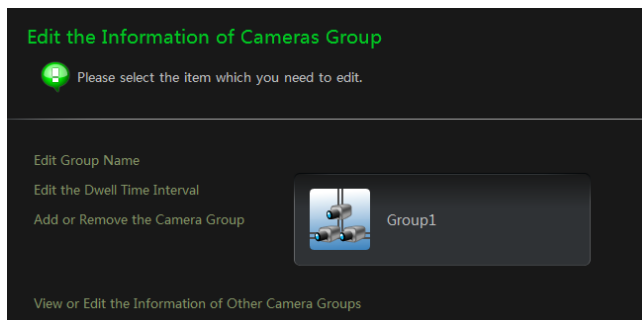 Edit the Information of Cameras Group
Please select the item which you need to edit.
Edit Group Name
Edit the Dwell Time Interval
Add or Remove the Camera Group
Group1
View or Edit the Information of Other Camera Groups